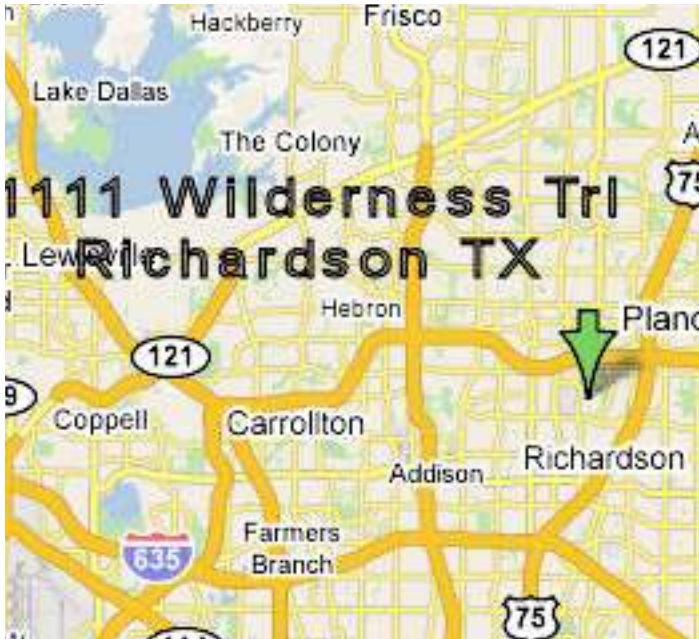 Frisco
Hackberry
121
Lake Dallas
The Colony
75
1111 Wilderness Trl
Richardson TX
Hebron
Plano
121
Coppell
Carrollton
Richardson
Addison
Farmers
Branch
635
75